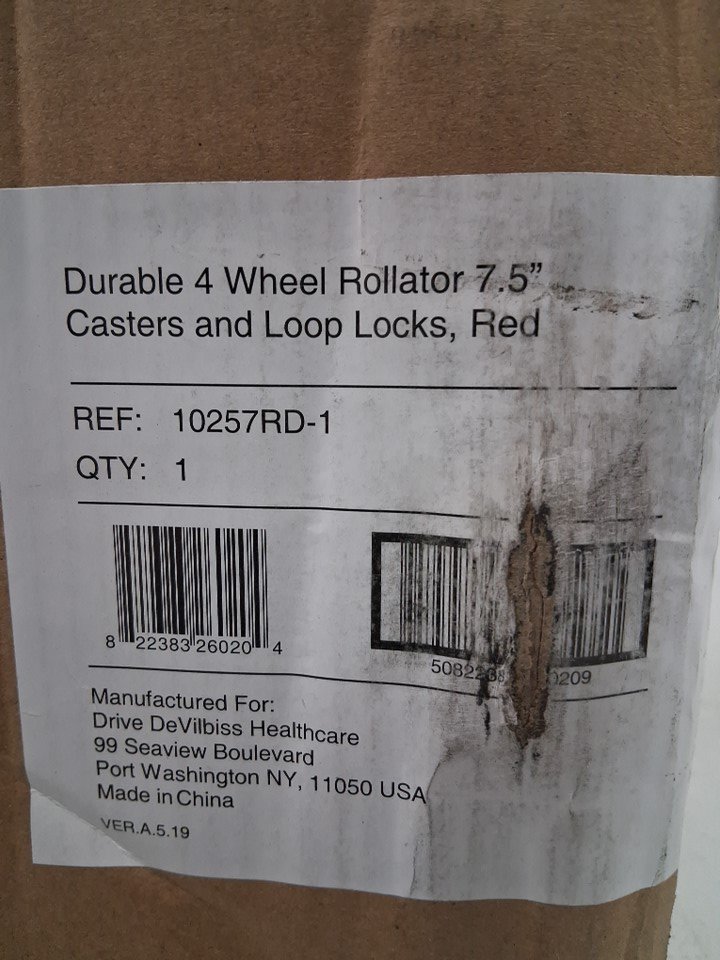 Durable 4 Wheel Rollator 7.5”
Casters and Loop Locks, Red
REF: 10257RD-1
QTY: 1
8 22383 26020 4
Manufactured For:
Drive DeVilbiss Healthcare
99 Seaview Boulevard
Port Washington NY, 11050 USA
Made in China
VER.A.5.19